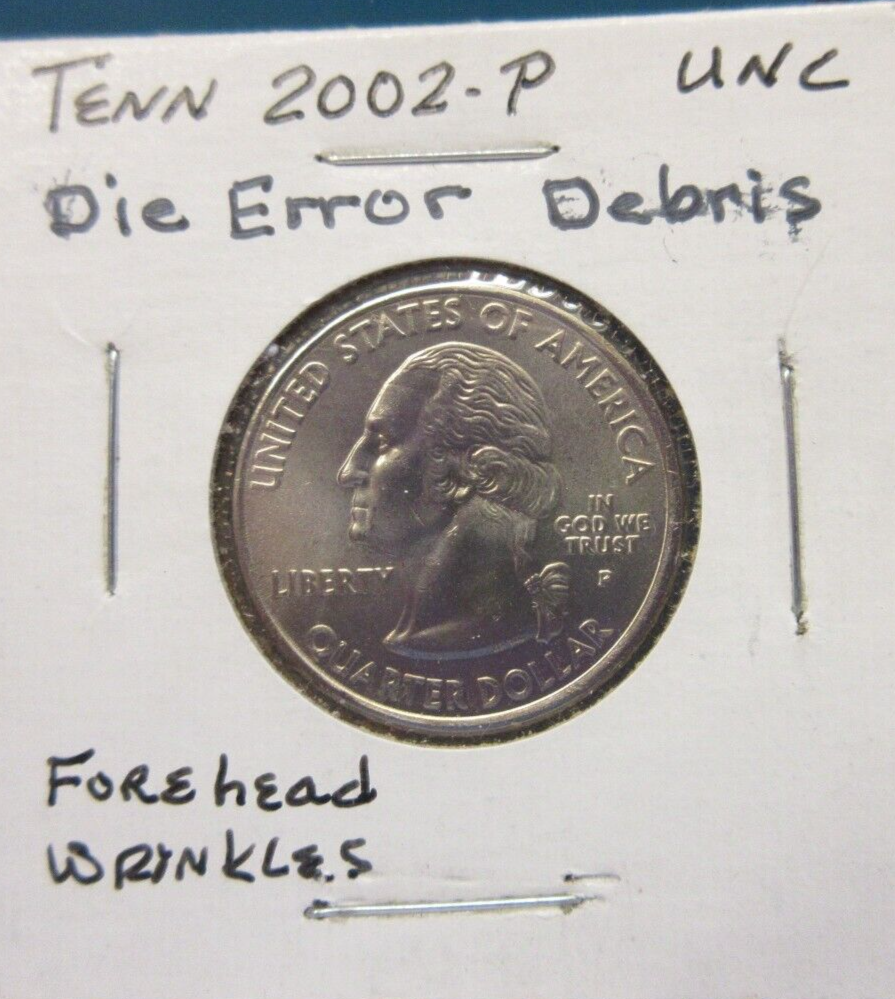 TENN 2002-P UNC
Die Error Debris
UNITED STATES OF AMERICA
IN
GOD WE
TRUST
LIBERTY P
QUARTER DOLLAR
FOREhEad
WRINKLES